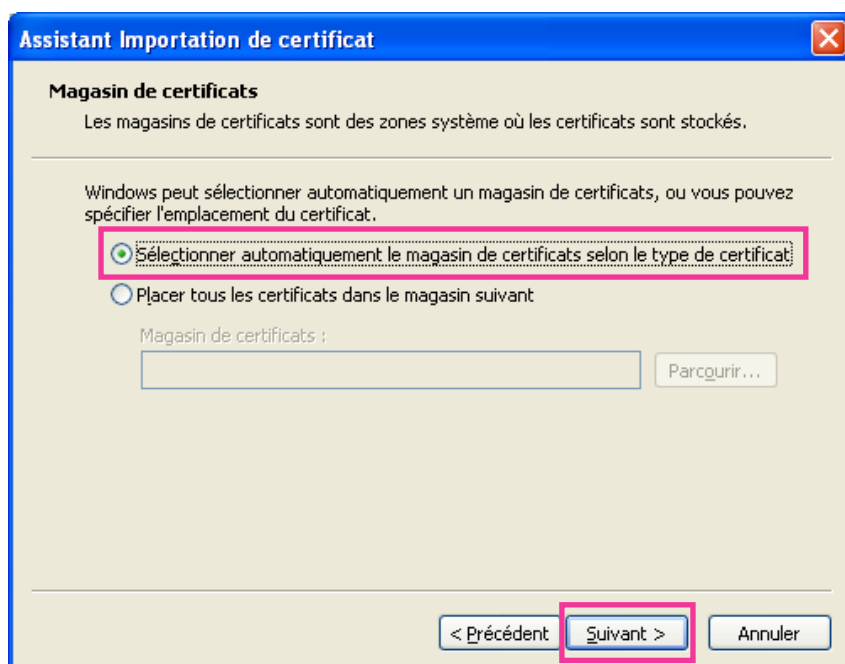 Assistant Importation de certificat
Magasin de certificats
Les magasins de certificats sont des zones système où les certificats sont stockés.
Windows peut sélectionner automatiquement un magasin de certificats, ou vous pouvez
spécifier l'emplacement du certificat.
Sélectionner automatiquement le magasin de certificats selon le type de certificat
Placer tous les certificats dans le magasin suivant
Magasin de certificats :
Parcourir...
< Précédent Suivant > Annuler